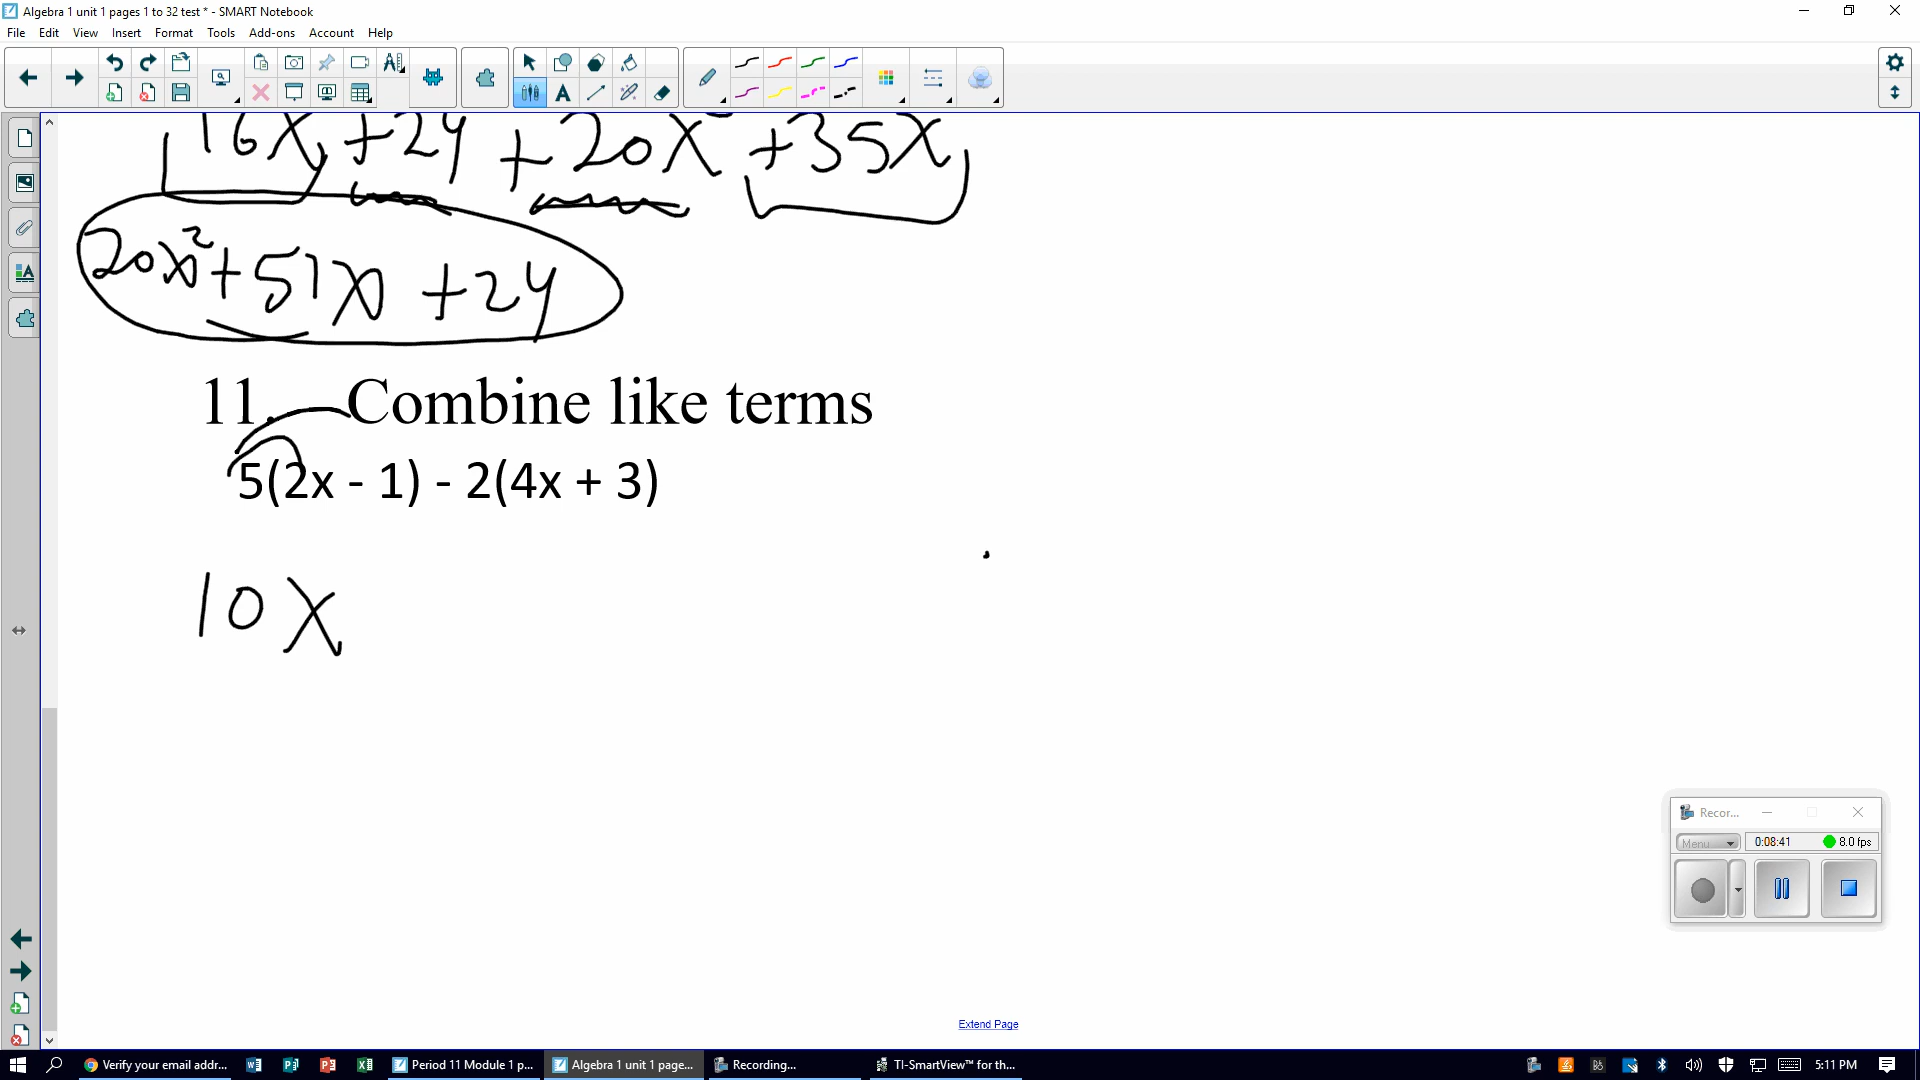 Algebra 1 unit 1 pages 1 to 32 test * - SMART Notebook
File Edit View Insert Format Tools Add-ons Account Help
16x +24 +20x² +35x
20x²+51x +24
11. Combine like terms
5(2x - 1) - 2(4x + 3)
10x
Recor...
Menu 0:08:41 8.0 fps
Extend Page
Verify your email addr... Period 11 Module 1 p... Algebra 1 unit 1 page... Recording... TI-SmartView™ for th... 5:11 PM